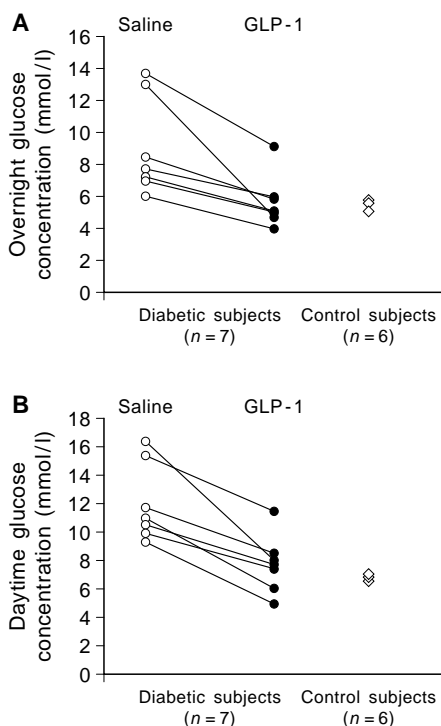 A
Saline GLP-1
16
14
12
10
8
6
4
2
0
Overnight glucose
concentration (mmol/l)
Diabetic subjects Control subjects
(n = 7) (n = 6)
B
Saline GLP-1
18
16
14
12
10
8
6
4
2
0
Daytime glucose
concentration (mmol/l)
Diabetic subjects Control subjects
(n = 7) (n = 6)